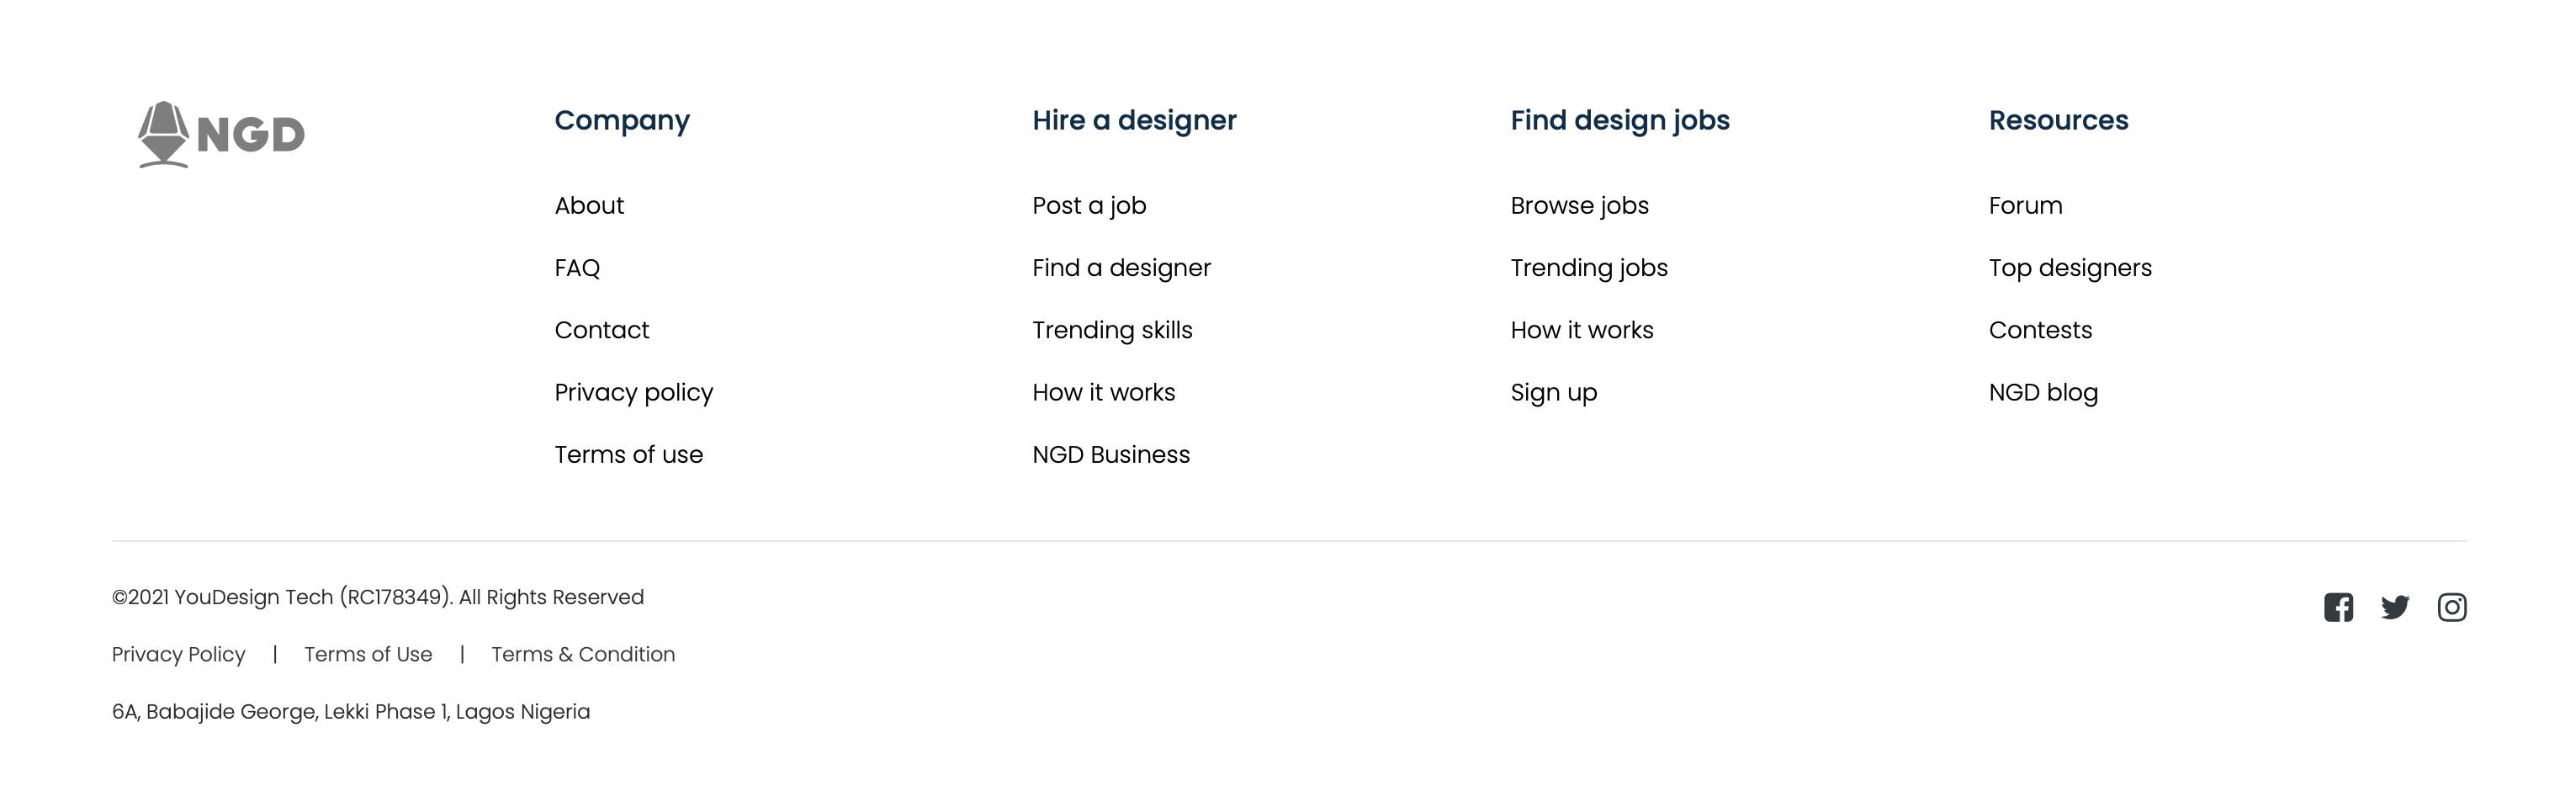 NGD
Company
About
FAQ
Contact
Privacy policy
Terms of use
Hire a designer
Post a job
Find a designer
Trending skills
How it works
NGD Business
Find design jobs
Browse jobs
Trending jobs
How it works
Sign up
Resources
Forum
Top designers
Contests
NGD blog
©2021 YouDesign Tech (RC178349). All Rights Reserved
Privacy Policy | Terms of Use | Terms & Condition
6A, Babajide George, Lekki Phase 1, Lagos Nigeria